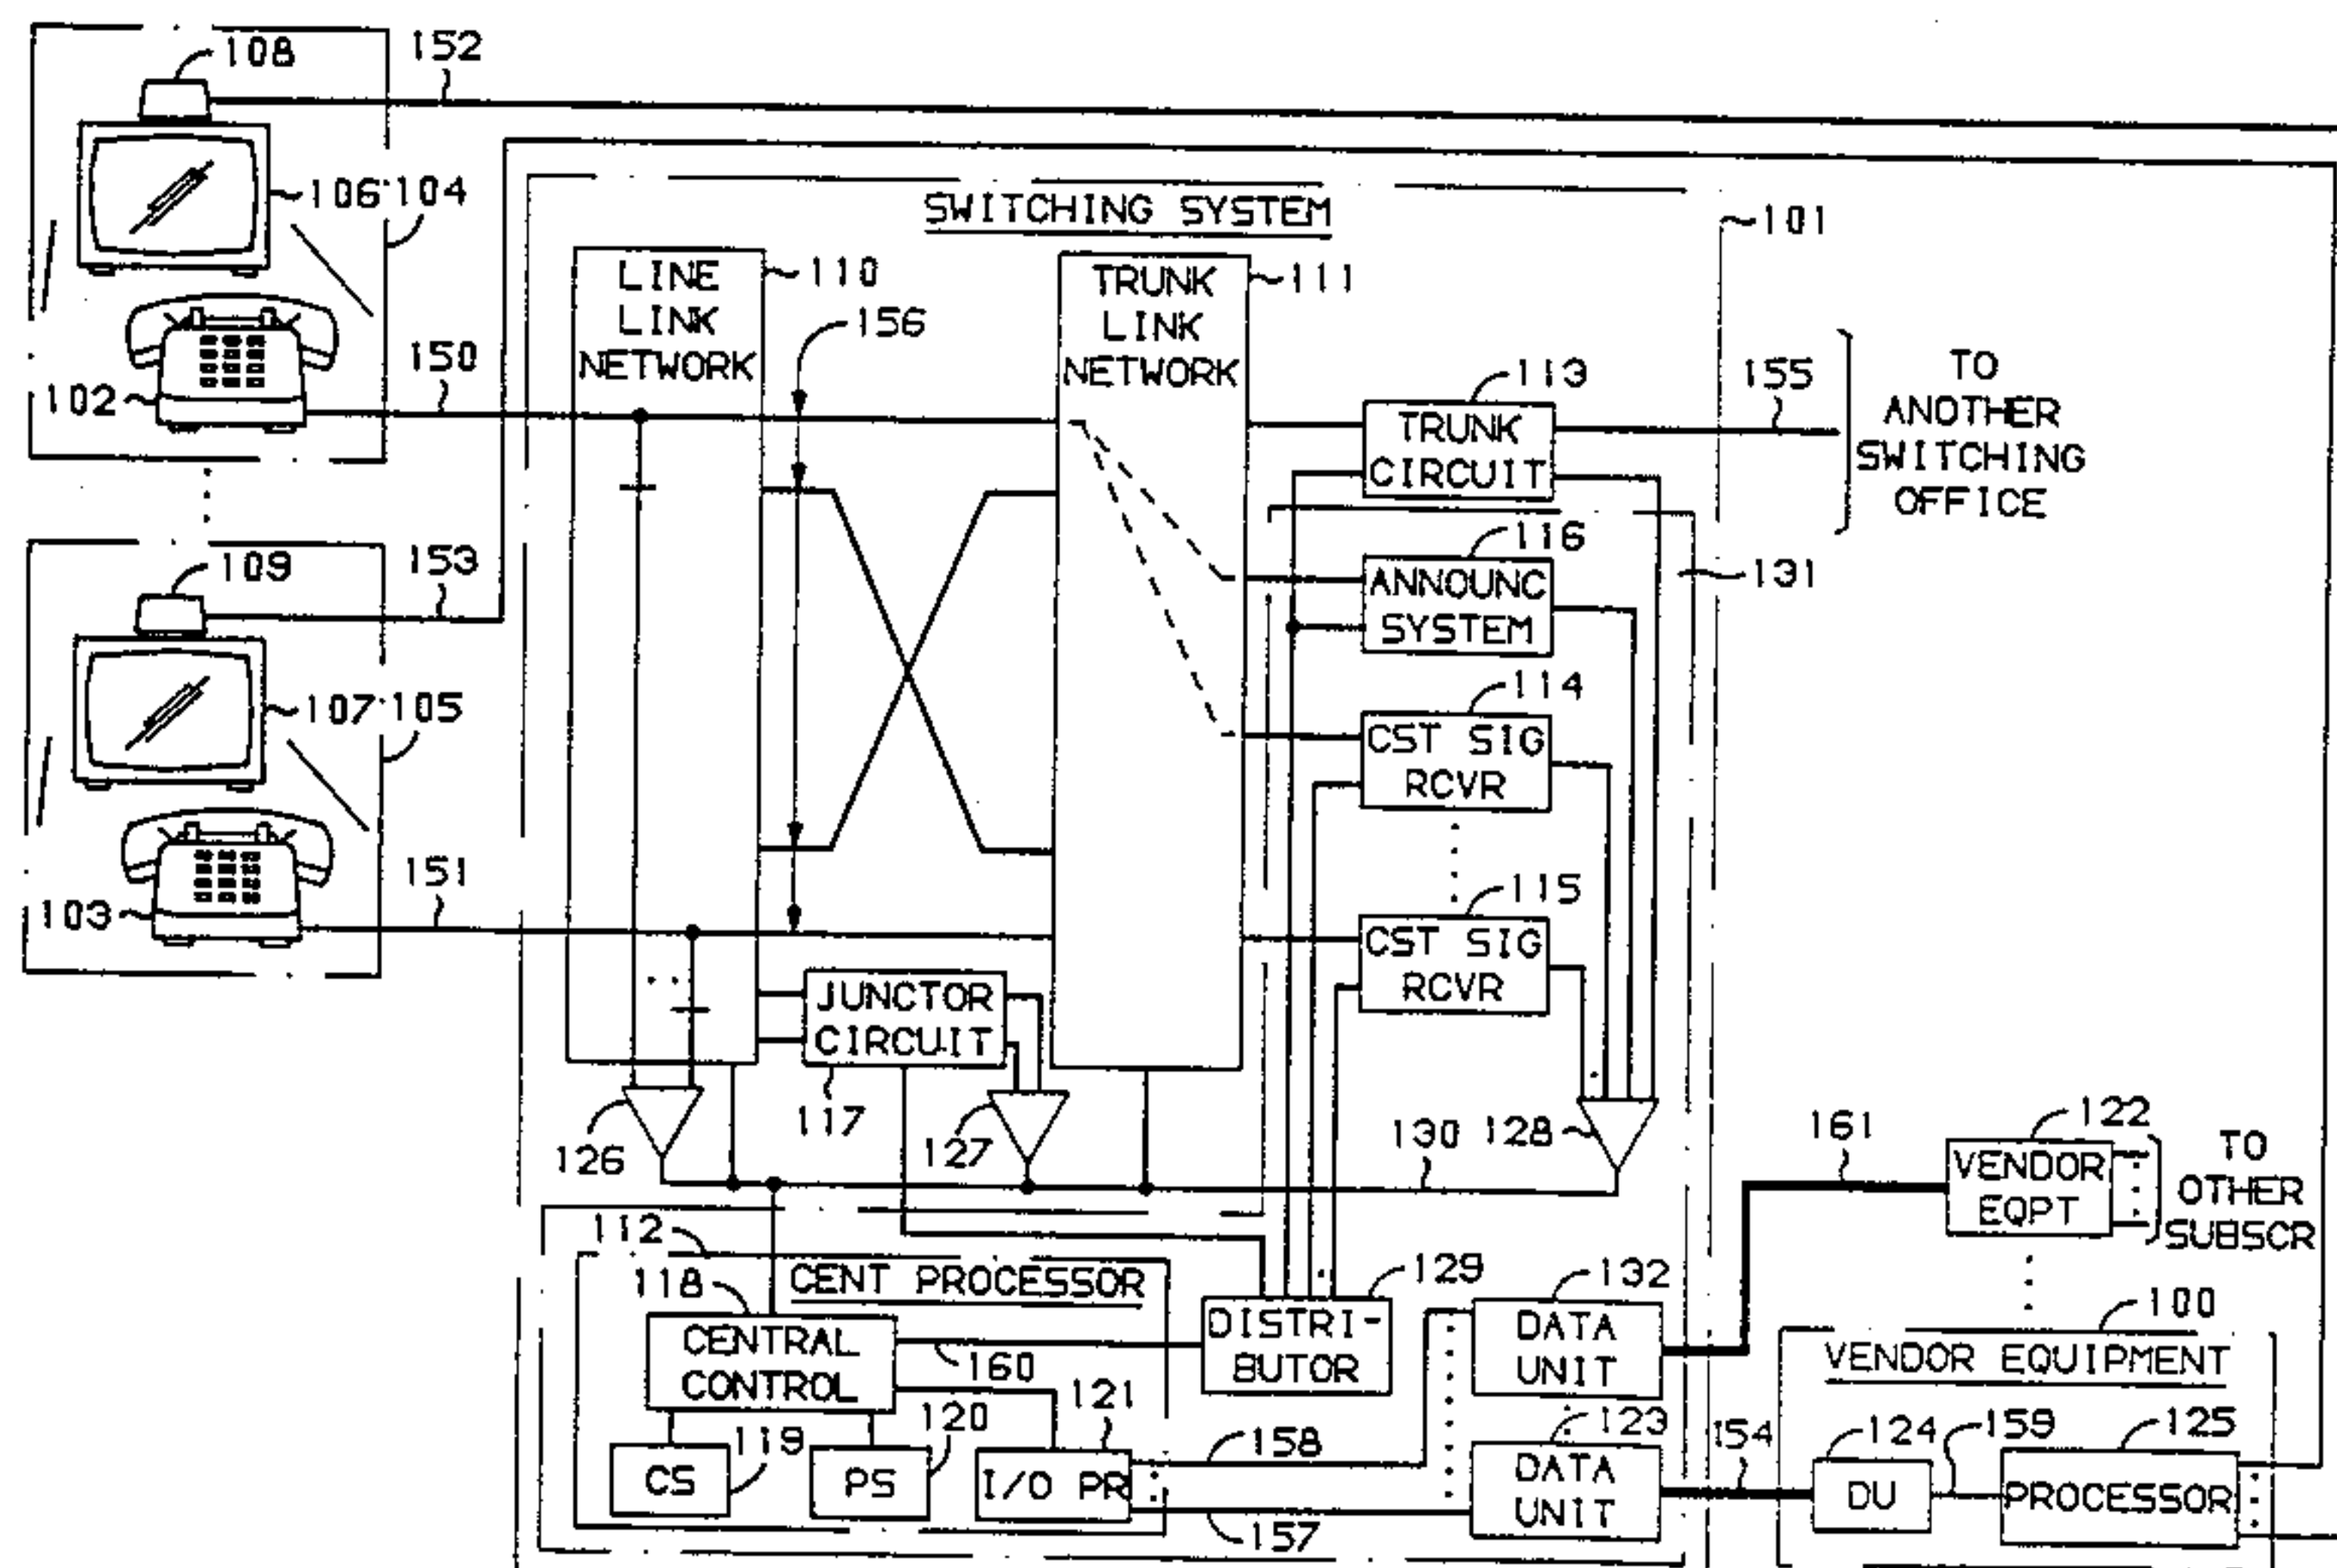 108
152
106
104
SWITCHING SYSTEM
101
LINE
LINK
NETWORK
110
156
TRUNK
LINK
NETWORK
111
102
150
113
TRUNK
CIRCUIT
155
TO
ANOTHER
SWITCHING
OFFICE
109
153
116
ANNOUNC
SYSTEM
131
107
105
114
CST SIG
RCVR
103
151
115
CST SIG
RCVR
JUNCTOR
CIRCUIT
117
126
127
130
128
161
122
VENDOR
EQPT
TO
OTHER
SUBSCR
112
CENT PROCESSOR
118
CENTRAL
CONTROL
160
129
DISTRI-
BUTOR
132
DATA
UNIT
100
VENDOR EQUIPMENT
119
CS
120
PS
121
I/O PR
158
157
123
DATA
UNIT
154
124
DU
159
125
PROCESSOR